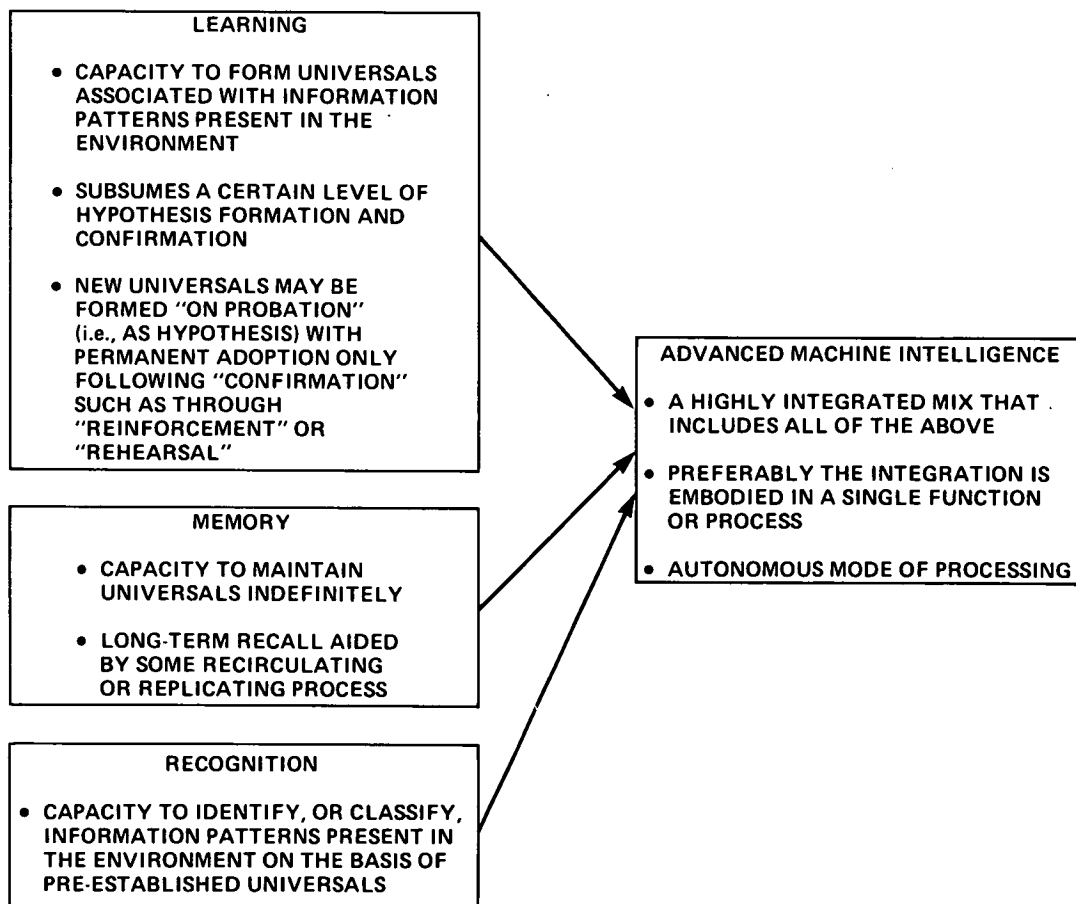 LEARNING
• CAPACITY TO FORM UNIVERSALS
ASSOCIATED WITH INFORMATION
PATTERNS PRESENT IN THE
ENVIRONMENT
• SUBSUMES A CERTAIN LEVEL OF
HYPOTHESIS FORMATION AND
CONFIRMATION
• NEW UNIVERSALS MAY BE
FORMED "ON PROBATION"
(i.e., AS HYPOTHESIS) WITH
PERMANENT ADOPTION ONLY
FOLLOWING "CONFIRMATION"
SUCH AS THROUGH
"REINFORCEMENT" OR
"REHEARSAL"
MEMORY
• CAPACITY TO MAINTAIN
UNIVERSALS INDEFINITELY
• LONG-TERM RECALL AIDED
BY SOME RECIRCULATING
OR REPLICATING PROCESS
RECOGNITION
• CAPACITY TO IDENTIFY, OR CLASSIFY,
INFORMATION PATTERNS PRESENT IN
THE ENVIRONMENT ON THE BASIS OF
PRE-ESTABLISHED UNIVERSALS
ADVANCED MACHINE INTELLIGENCE
• A HIGHLY INTEGRATED MIX THAT
INCLUDES ALL OF THE ABOVE
• PREFERABLY THE INTEGRATION IS
EMBODIED IN A SINGLE FUNCTION
OR PROCESS
• AUTONOMOUS MODE OF PROCESSING